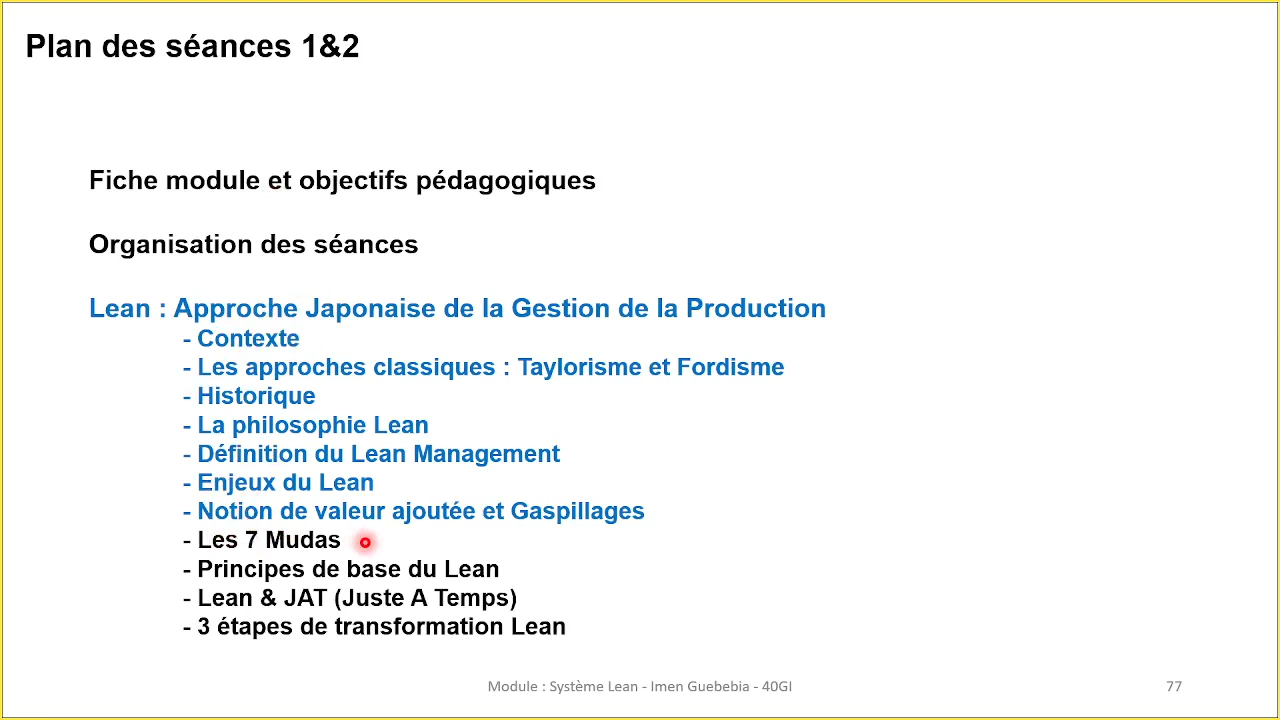 Plan des séances 1&2
Fiche module et objectifs pédagogiques
Organisation des séances
Lean : Approche Japonaise de la Gestion de la Production
- Contexte
- Les approches classiques : Taylorisme et Fordisme
- Historique
- La philosophie Lean
- Définition du Lean Management
- Enjeux du Lean
- Notion de valeur ajoutée et Gaspillages
- Les 7 Mudas
- Principes de base du Lean
- Lean & JAT (Juste A Temps)
- 3 étapes de transformation Lean
Module : Système Lean - Imen Guebebia - 40GI
77